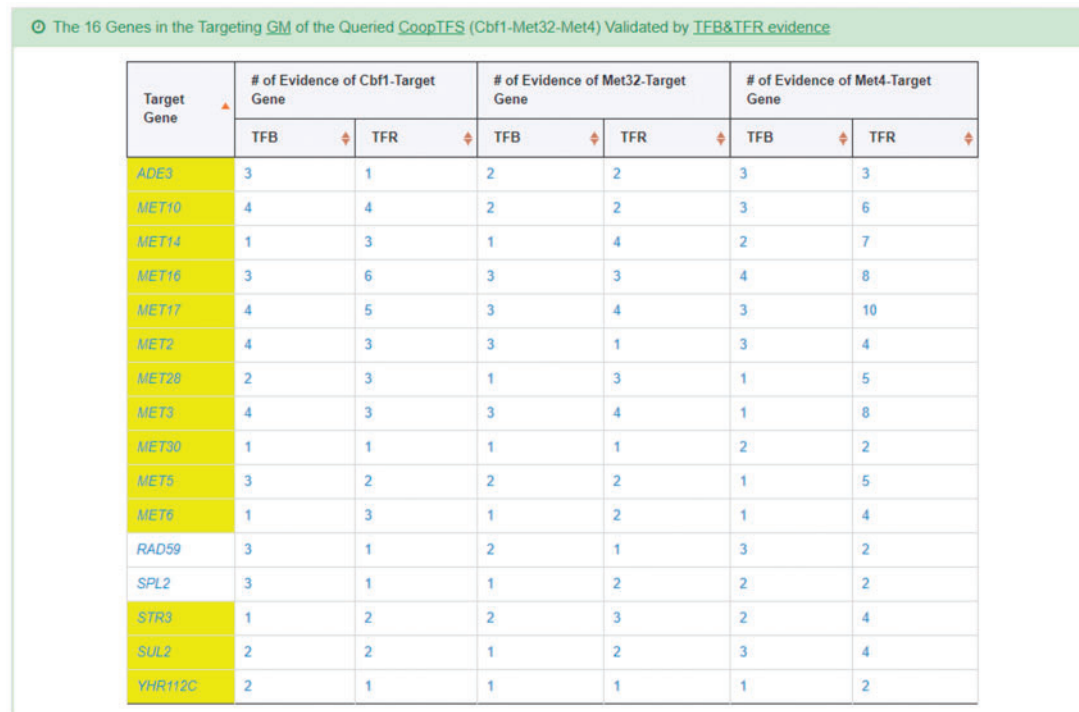 The 16 Genes in the Targeting GM of the Queried CoopTFS (Cbf1-Met32-Met4) Validated by TFB&TFR evidence
Target Gene # of Evidence of Cbf1-Target Gene # of Evidence of Met32-Target Gene # of Evidence of Met4-Target Gene
TFB TFR TFB TFR TFB TFR
ADE3 3 1 2 2 3 3
MET10 4 4 2 2 3 6
MET14 1 3 1 4 2 7
MET16 3 6 3 3 4 8
MET17 4 5 3 4 3 10
MET2 4 3 3 1 3 4
MET28 2 3 1 3 1 5
MET3 4 3 3 4 1 8
MET30 1 1 1 1 2 2
MET5 3 2 2 2 1 5
MET6 1 3 1 2 1 4
RAD59 3 1 2 1 3 2
SPL2 3 1 1 2 2 2
STR3 1 2 2 3 2 4
SUL2 2 2 1 2 3 4
YHR112C 2 1 1 1 1 2